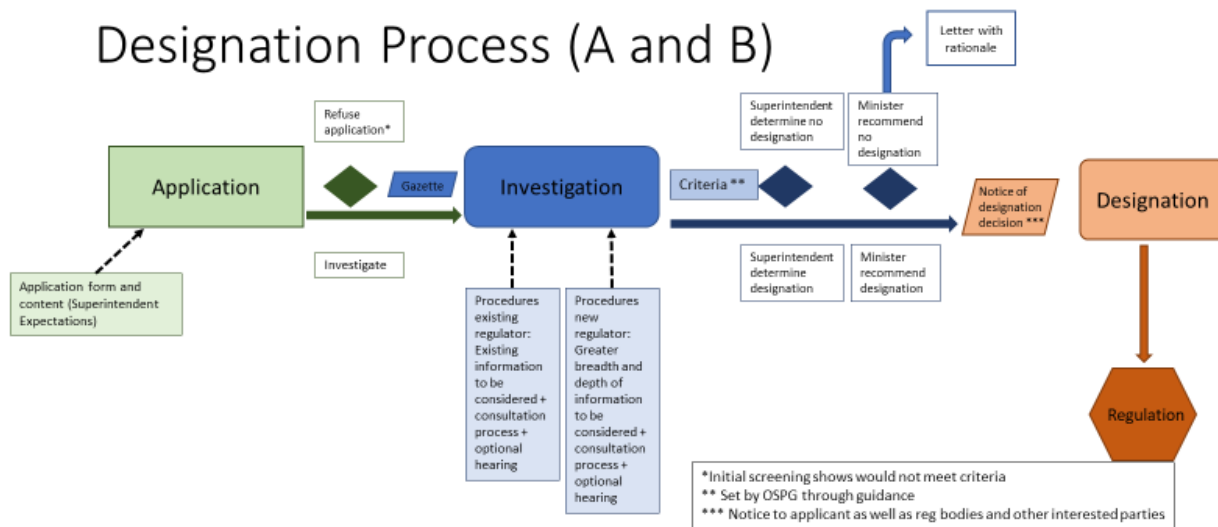 Designation Process (A and B)
Letter with
rationale
Refuse
application*
Superintendent
determine no
designation
Minister
recommend
no
designation
Application
Gazette
Investigation
Criteria **
Notice of
designation
decision ***
Designation
Investigate
Superintendent
determine
designation
Minister
recommend
designation
Application form and
content (Superintendent
Expectations)
Procedures
existing
regulator:
Existing
information
to be
considered +
consultation
process +
optional
hearing
Procedures
new
regulator:
Greater
breadth and
depth of
information
to be
considered +
consultation
process +
optional
hearing
Regulation
*Initial screening shows would not meet criteria
** Set by OSPG through guidance
*** Notice to applicant as well as reg bodies and other interested parties